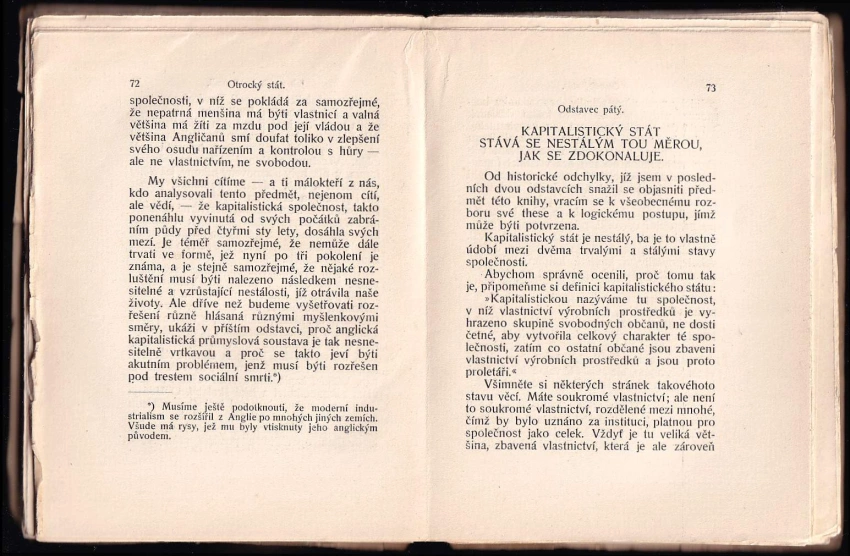 72
Otrocký stát.
společnosti, v níž se pokládá za samozřejmé,
že nepatrná menšina má býti vlastnicí a valná
většina má žíti za mzdu pod její vládou a že
většina Angličanů smí doufat toliko v zlepšení
svého osudu nařízením a kontrolou s hůry —
ale ne vlastnictvím, ne svobodou.
My všichni cítíme — a ti málokteří z nás,
kdo analysovali tento předmět, nejenom cítí,
ale vědí, — že kapitalistická společnost, takto
ponenáhlu vyvinutá od svých počátků zabrá-
ním půdy před čtyřmi sty lety, dosáhla svých
mezí. Je téměř samozřejmé, že nemůže dále
trvati ve formě, jež nyní po tři pokolení je
známa, a je stejně samozřejmé, že nějaké roz-
luštění musí býti nalezeno následkem nesne-
sitelné a vzrůstající nestálosti, jíž otrávila naše
životy. Ale dříve než budeme vyšetřovati roz-
řešení různě hlásaná různými myšlenkovými
směry, ukáži v příštím odstavci, proč anglická
kapitalistická průmyslová soustava je tak nesne-
sitelně vrtkavou a proč se takto jeví býti
akutním problémem, jenž musí býti rozřešen
pod trestem sociální smrti.*)
*) Musíme ještě podotknouti, že moderní indu-
strialism se rozšířil z Anglie po mnohých jiných zemích.
Všude má rysy, jež mu byly vtisknuty jeho anglickým
původem.
73
Odstavec pátý.
KAPITALISTICKÝ STÁT
STÁVÁ SE NESTÁLÝM TOU MĚROU,
JAK SE ZDOKONALUJE.
Od historické odchylky, jíž jsem v posled-
ních dvou odstavcích snažil se objasniti před-
mět této knihy, vracím se k všeobecnému roz-
boru své these a k logickému postupu, jímž
může býti potvrzena.
Kapitalistický stát je nestálý, ba je to vlastně
údobí mezi dvěma trvalými a stálými stavy
společnosti.
Abychom správně ocenili, proč tomu tak
je, připomeňme si definici kapitalistického státu:
»Kapitalistickou nazýváme tu společnost,
v níž vlastnictví výrobních prostředků je vy-
hrazeno skupině svobodných občanů, ne dosti
četné, aby vytvořila celkový charakter té spo-
lečnosti, zatím co ostatní občané jsou zbaveni
vlastnictví výrobních prostředků a jsou proto
proletáři.«
Všimněte si některých stránek takovéhoto
stavu věcí. Máte soukromé vlastnictví; ale není
to soukromé vlastnictví, rozdělené mezi mnohé,
čímž by bylo uznáno za instituci, platnou pro
společnost jako celek. Vždyť je tu veliká vět-
šina, zbavená vlastnictví, která je ale zároveň